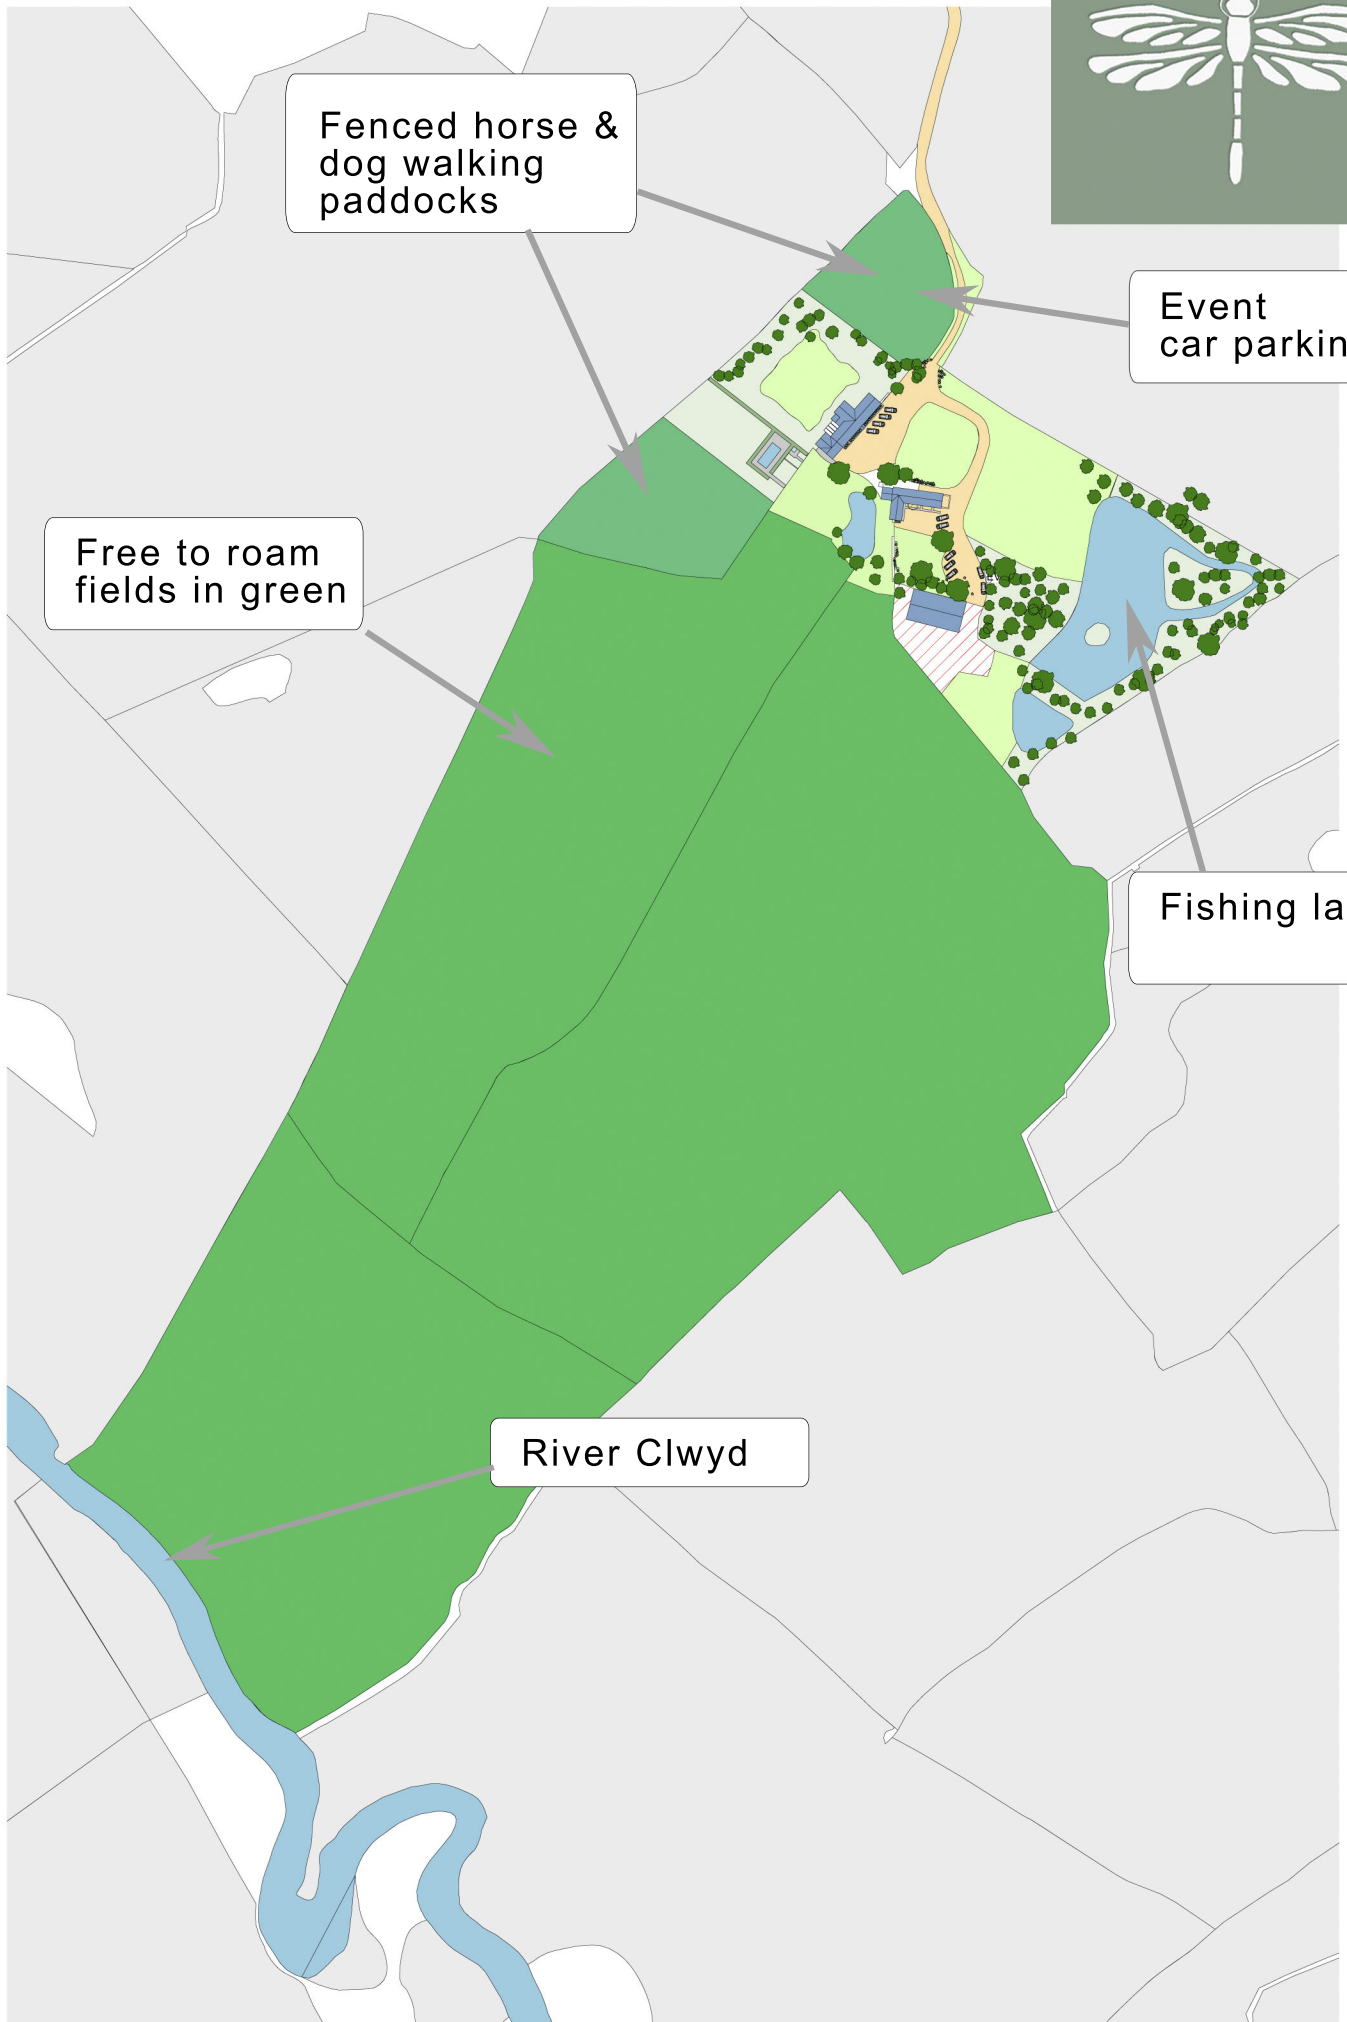 Fenced horse &
dog walking
paddocks
Event
car parkin
Free to roam
fields in green
Fishing la
River Clwyd